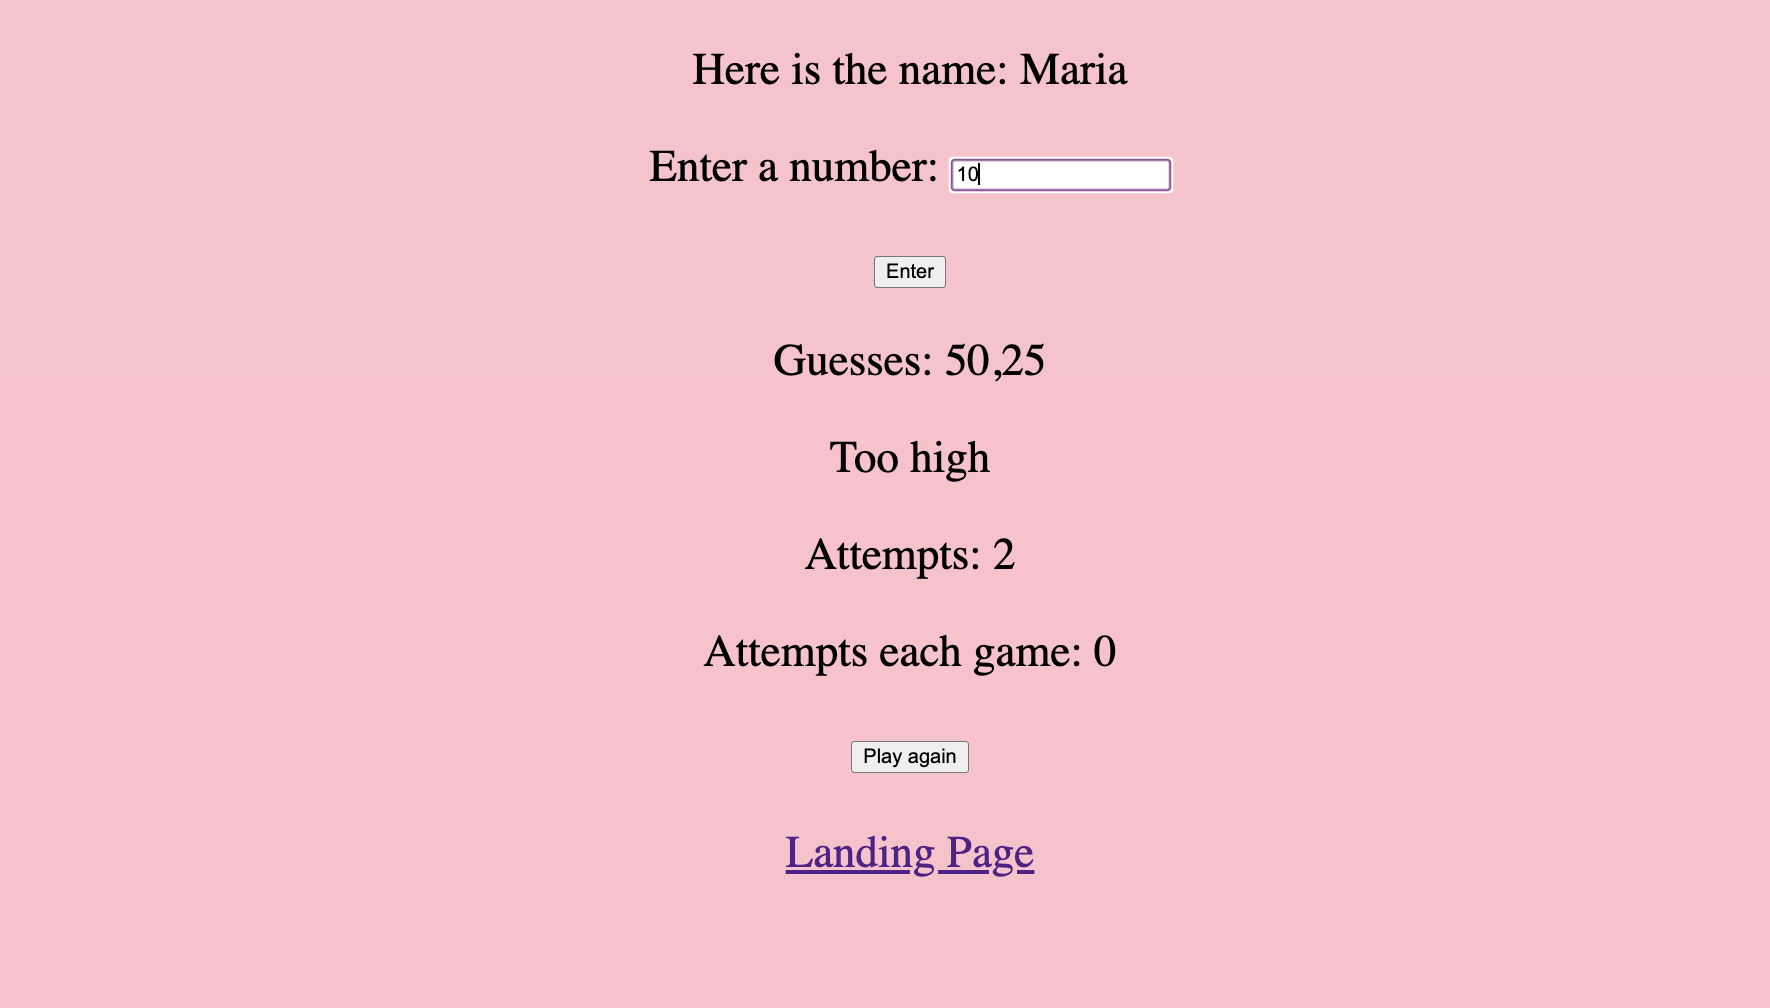 Here is the name: Maria
Enter a number: 10
Enter
Guesses: 50,25
Too high
Attempts: 2
Attempts each game: 0
Play again
Landing Page